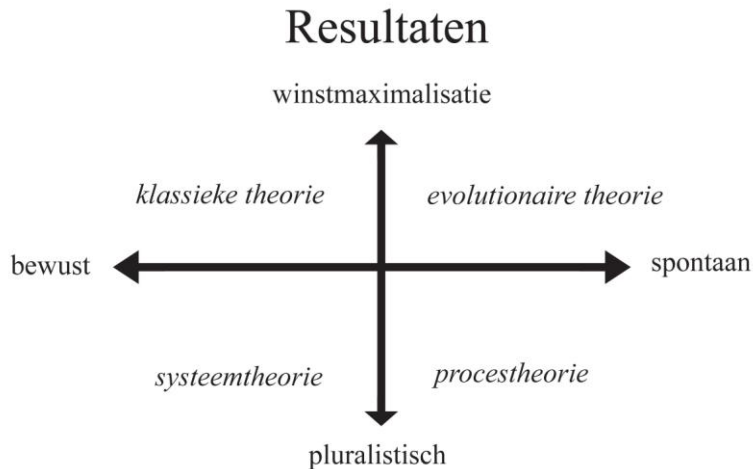 Resultaten
winstmaximalisatie
klassieke theorie
evolutionaire theorie
bewust
spontaan
systeemtheorie
procestheorie
pluralistisch